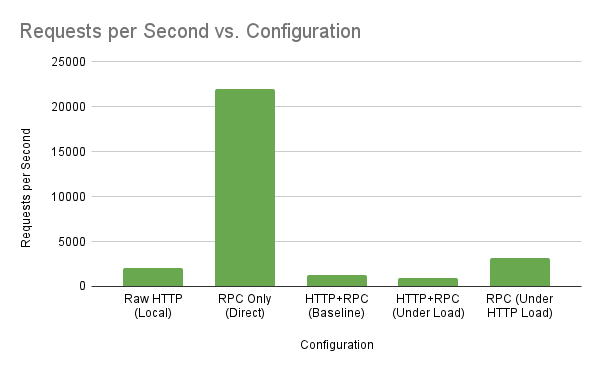 Requests per Second vs. Configuration
25000
20000
15000
10000
5000
0
Requests per Second
Raw HTTP
(Local)
RPC Only
(Direct)
HTTP+RPC
(Baseline)
HTTP+RPC
(Under Load)
RPC (Under
HTTP Load)
Configuration